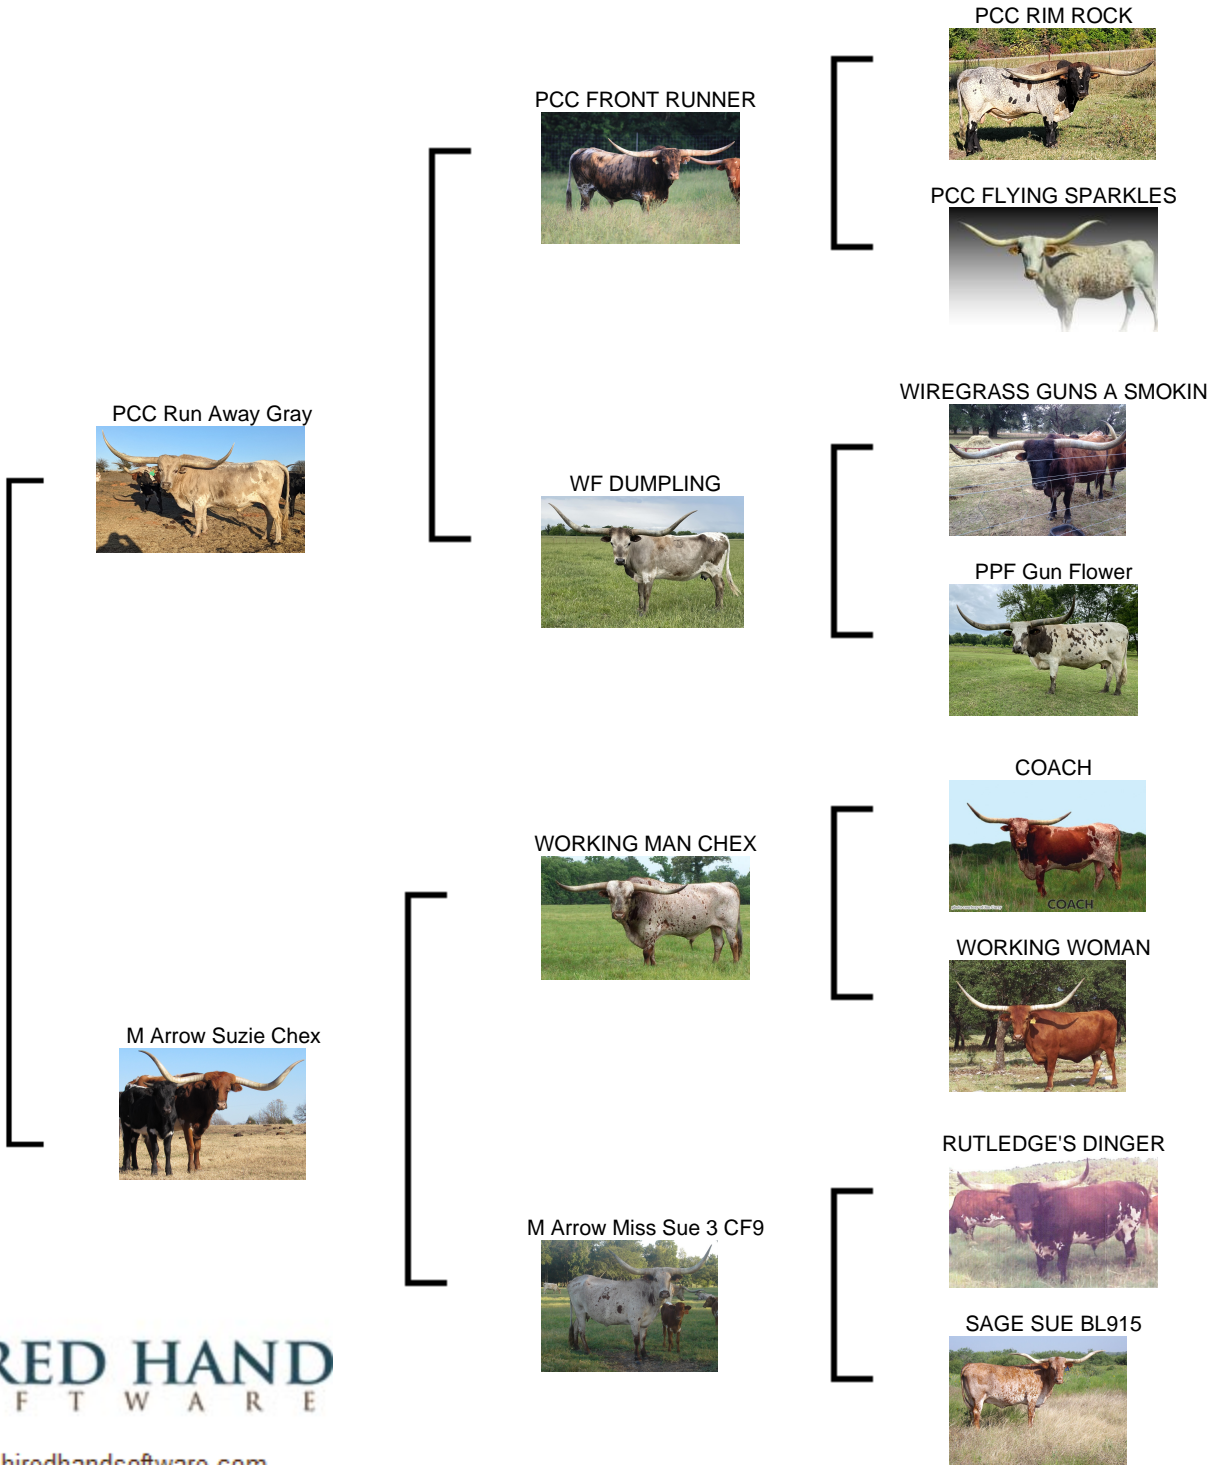 PCC RIM ROCK
PCC FRONT RUNNER
PCC FLYING SPARKLES
WIREGRASS GUNS A SMOKIN
PCC Run Away Gray
WF DUMPLING
PPF Gun Flower
COACH
WORKING MAN CHEX
COACH
WORKING WOMAN
M Arrow Suzie Chex
RUTLEDGE'S DINGER
M Arrow Miss Sue 3 CF9
SAGE SUE BL915
RED HAND
F T W A R E
hiredhandsoftware.com